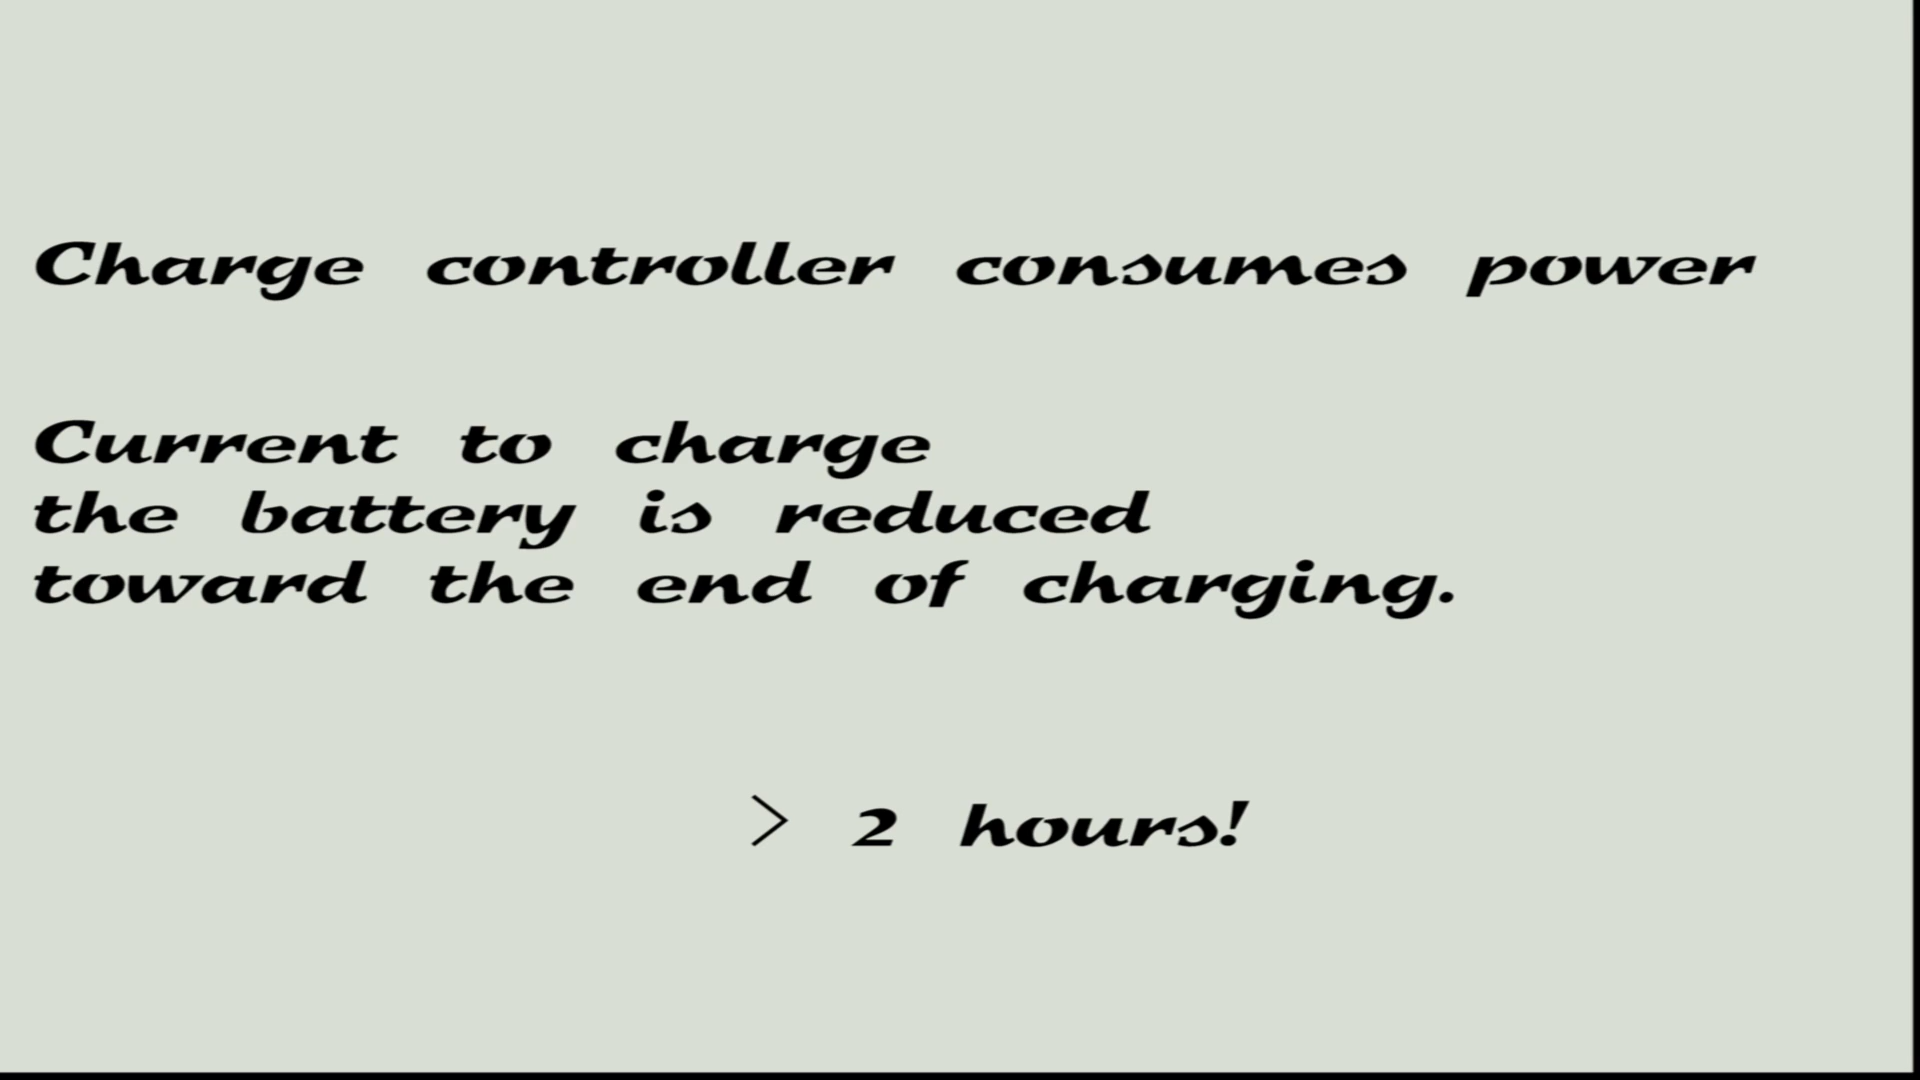 Charge controller consumes power
Current to charge
the battery is reduced
toward the end of charging.
> 2 hours!